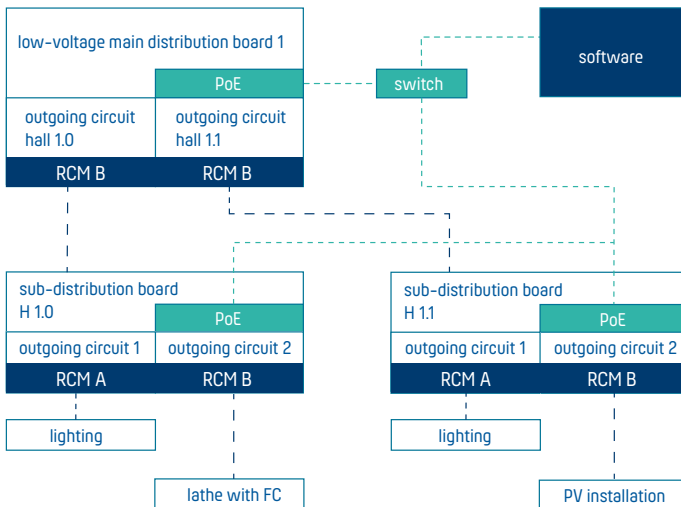 low-voltage main distribution board 1
software
PoE
switch
outgoing circuit
hall 1.0
outgoing circuit
hall 1.1
RCM B
RCM B
sub-distribution board
H 1.0
PoE
outgoing circuit 1
outgoing circuit 2
RCM A
RCM B
lighting
lathe with FC
sub-distribution board
H 1.1
PoE
outgoing circuit 1
outgoing circuit 2
RCM A
RCM B
lighting
PV installation